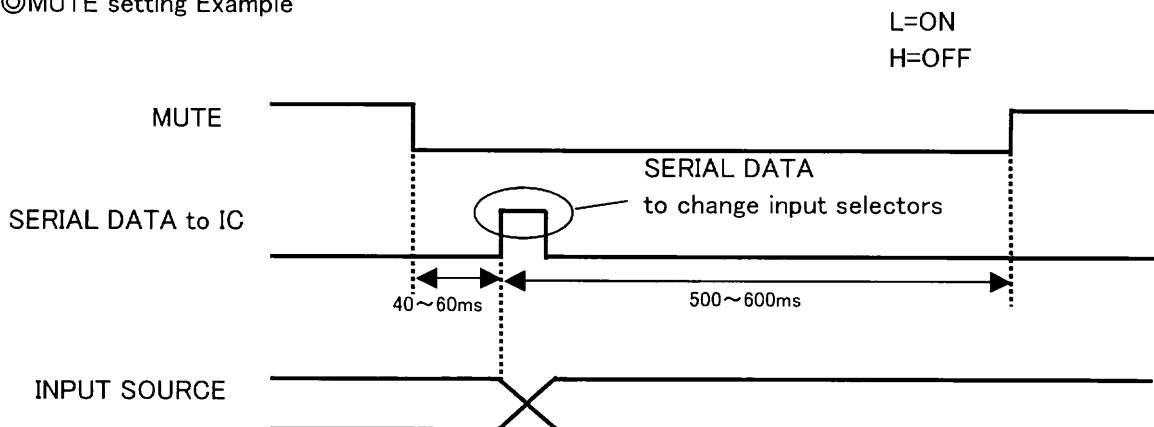 ◎MUTE setting Example
L=ON
H=OFF
MUTE
SERIAL DATA
to change input selectors
SERIAL DATA to IC
40～60ms
500～600ms
INPUT SOURCE